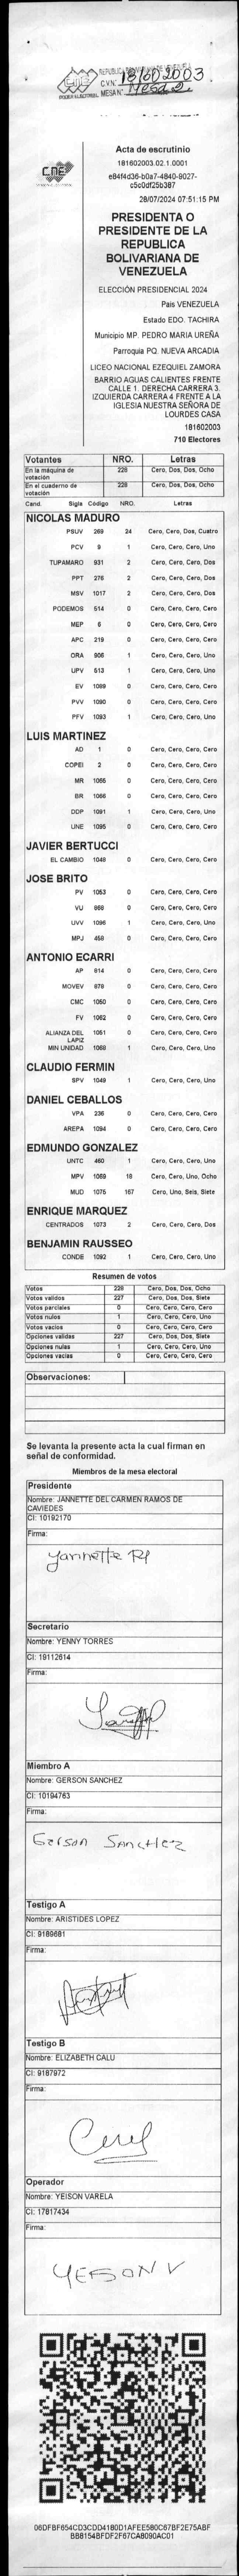 CNE
PODER ELECTORAL
C.V.N°: 181602003
MESA N° Mesa 2
CNE
Acta de escrutinio
181602003.02.1.0001
e84f4d36-b0a7-4840-9027-
c5c0df25b387
28/07/2024 07:51:15 PM
PRESIDENTA O
PRESIDENTE DE LA
REPUBLICA
BOLIVARIANA DE
VENEZUELA
ELECCIÓN PRESIDENCIAL 2024
País VENEZUELA
Estado EDO. TACHIRA
Municipio MP. PEDRO MARIA UREÑA
Parroquia PQ. NUEVA ARCADIA
LICEO NACIONAL EZEQUIEL ZAMORA
BARRIO AGUAS CALIENTES FRENTE
CALLE 1. DERECHA CARRERA 3.
IZQUIERDA CARRERA 4 FRENTE A LA
IGLESIA NUESTRA SEÑORA DE
LOURDES CASA
181602003
710 Electores
Votantes NRO. Letras
En la máquina de votación 228 Cero, Dos, Dos, Ocho
En el cuaderno de votación 228 Cero, Dos, Dos, Ocho
Cand. Sigla Código NRO. Letras
NICOLAS MADURO
PSUV 269 24 Cero, Cero, Dos, Cuatro
PCV 9 1 Cero, Cero, Cero, Uno
TUPAMARO 931 2 Cero, Cero, Cero, Dos
PPT 276 2 Cero, Cero, Cero, Dos
MSV 1017 2 Cero, Cero, Cero, Dos
PODEMOS 514 0 Cero, Cero, Cero, Cero
MEP 6 0 Cero, Cero, Cero, Cero
APC 219 0 Cero, Cero, Cero, Cero
ORA 906 1 Cero, Cero, Cero, Uno
UPV 513 1 Cero, Cero, Cero, Uno
EV 1089 0 Cero, Cero, Cero, Cero
PVV 1090 0 Cero, Cero, Cero, Cero
PFV 1093 1 Cero, Cero, Cero, Uno
LUIS MARTINEZ
AD 1 0 Cero, Cero, Cero, Cero
COPEI 2 0 Cero, Cero, Cero, Cero
MR 1055 0 Cero, Cero, Cero, Cero
BR 1066 0 Cero, Cero, Cero, Cero
DDP 1091 1 Cero, Cero, Cero, Uno
UNE 1095 0 Cero, Cero, Cero, Cero
JAVIER BERTUCCI
EL CAMBIO 1048 0 Cero, Cero, Cero, Cero
JOSE BRITO
PV 1053 0 Cero, Cero, Cero, Cero
VU 868 0 Cero, Cero, Cero, Cero
UVV 1096 1 Cero, Cero, Cero, Uno
MPJ 459 0 Cero, Cero, Cero, Cero
ANTONIO ECARRI
AP 814 0 Cero, Cero, Cero, Cero
MOVEV 879 0 Cero, Cero, Cero, Cero
CMC 1050 0 Cero, Cero, Cero, Cero
FV 1062 0 Cero, Cero, Cero, Cero
ALIANZA DEL LAPIZ 1051 0 Cero, Cero, Cero, Cero
MIN UNIDAD 1068 1 Cero, Cero, Cero, Uno
CLAUDIO FERMIN
SPV 1049 1 Cero, Cero, Cero, Uno
DANIEL CEBALLOS
VPA 236 0 Cero, Cero, Cero, Cero
AREPA 1094 0 Cero, Cero, Cero, Cero
EDMUNDO GONZALEZ
UNTC 460 1 Cero, Cero, Cero, Uno
MPV 1069 18 Cero, Cero, Uno, Ocho
MUD 1075 167 Cero, Uno, Seis, Siete
ENRIQUE MARQUEZ
CENTRADOS 1073 2 Cero, Cero, Cero, Dos
BENJAMIN RAUSSEO
CONDE 1092 1 Cero, Cero, Cero, Uno
Resumen de votos
Votos 228 Cero, Dos, Dos, Ocho
Votos validos 227 Cero, Dos, Dos, Siete
Votos parciales 0 Cero, Cero, Cero, Cero
Votos nulos 1 Cero, Cero, Cero, Uno
Votos vacíos 0 Cero, Cero, Cero, Cero
Opciones validas 227 Cero, Dos, Dos, Siete
Opciones nulas 1 Cero, Cero, Cero, Uno
Opciones vacías 0 Cero, Cero, Cero, Cero
Observaciones:
Se levanta la presente acta la cual firman en
señal de conformidad.
Miembros de la mesa electoral
Presidente
Nombre: JANNETTE DEL CARMEN RAMOS DE
CAVIEDES
CI: 10192170
Firma:
Yannette
Secretario
Nombre: YENNY TORRES
CI: 19112614
Firma:
Miembro A
Nombre: GERSON SANCHEZ
CI: 10194763
Firma:
Gerson Sanchez
Testigo A
Nombre: ARISTIDES LOPEZ
CI: 9189681
Firma:
Testigo B
Nombre: ELIZABETH CALU
CI: 9187972
Firma:
Operador
Nombre: YEISON VARELA
CI: 17817434
Firma:
YEISON V
06DFBF654CD3CDD4180D1AFEE580C67BF2E75ABF
BBB154BFDF2F67CA8090AC01